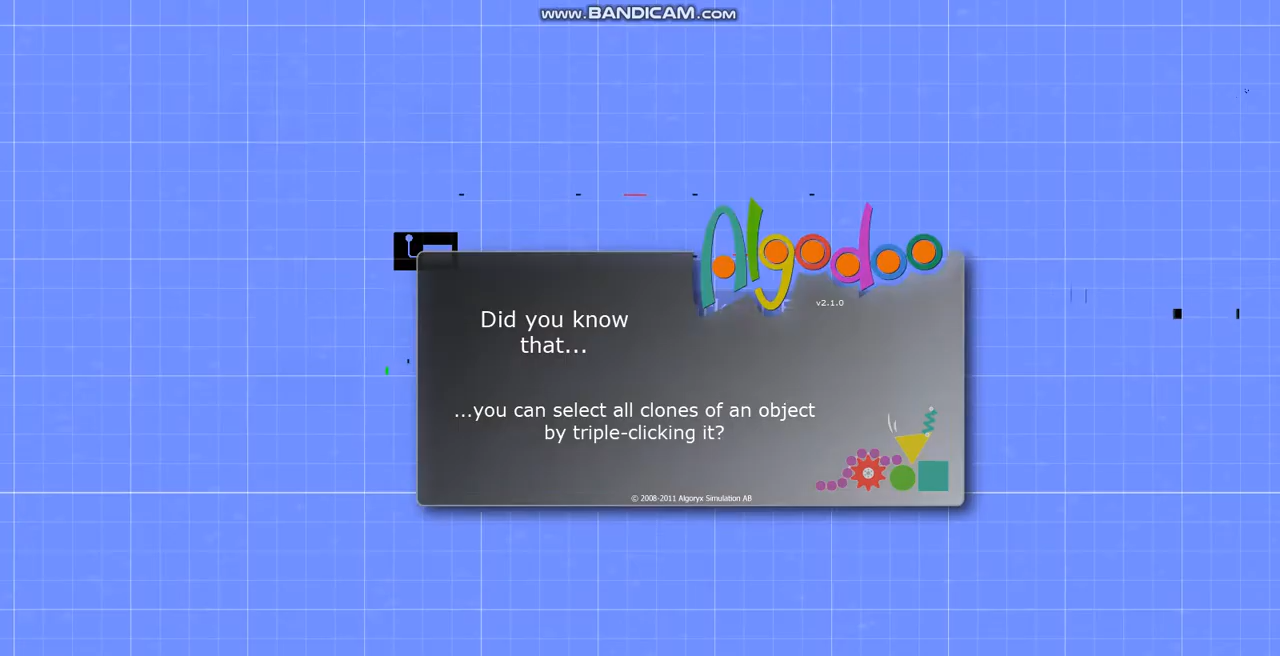 www.BANDICAM.com
Algodoo
v2.1.0
Did you know
that...
...you can select all clones of an object
by triple-clicking it?
© 2008-2011 Algoryx Simulation AB